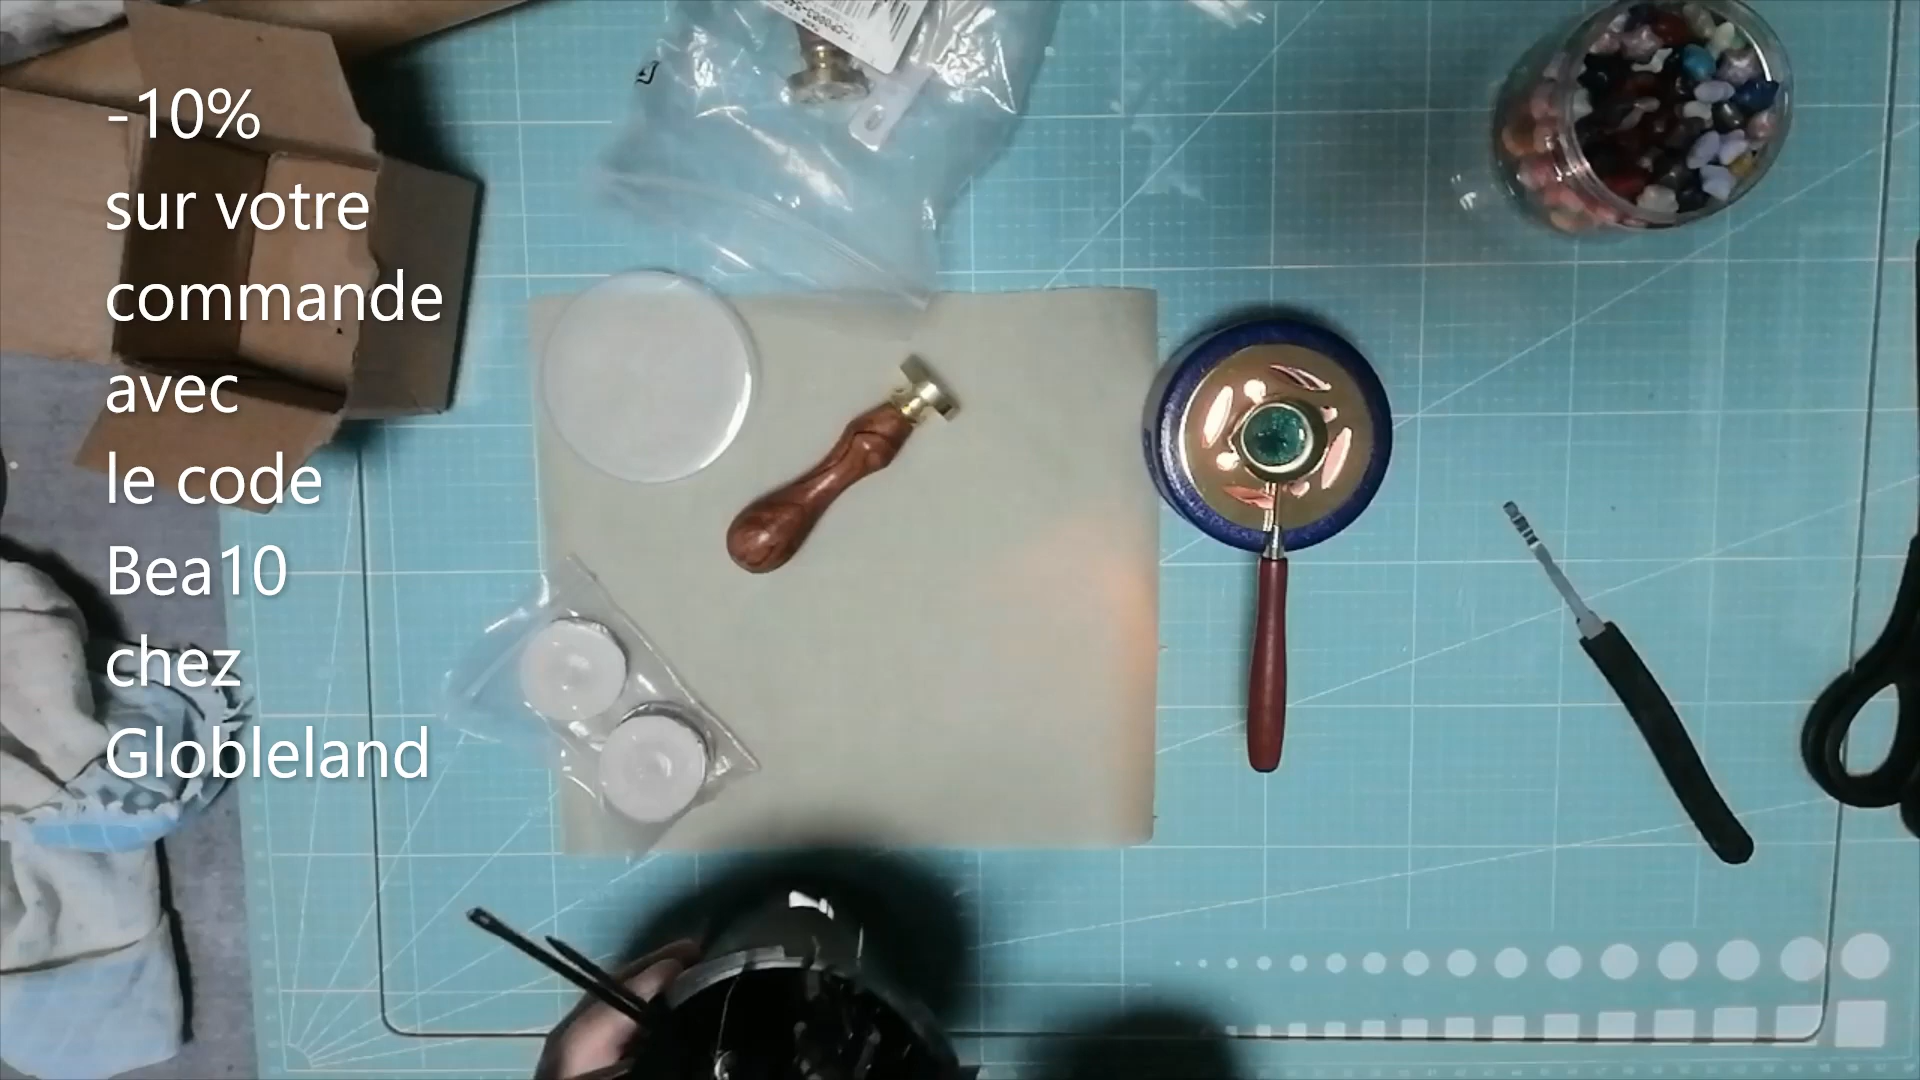 -10%
sur votre
commande
avec
le code
Bea10
chez
Globleland